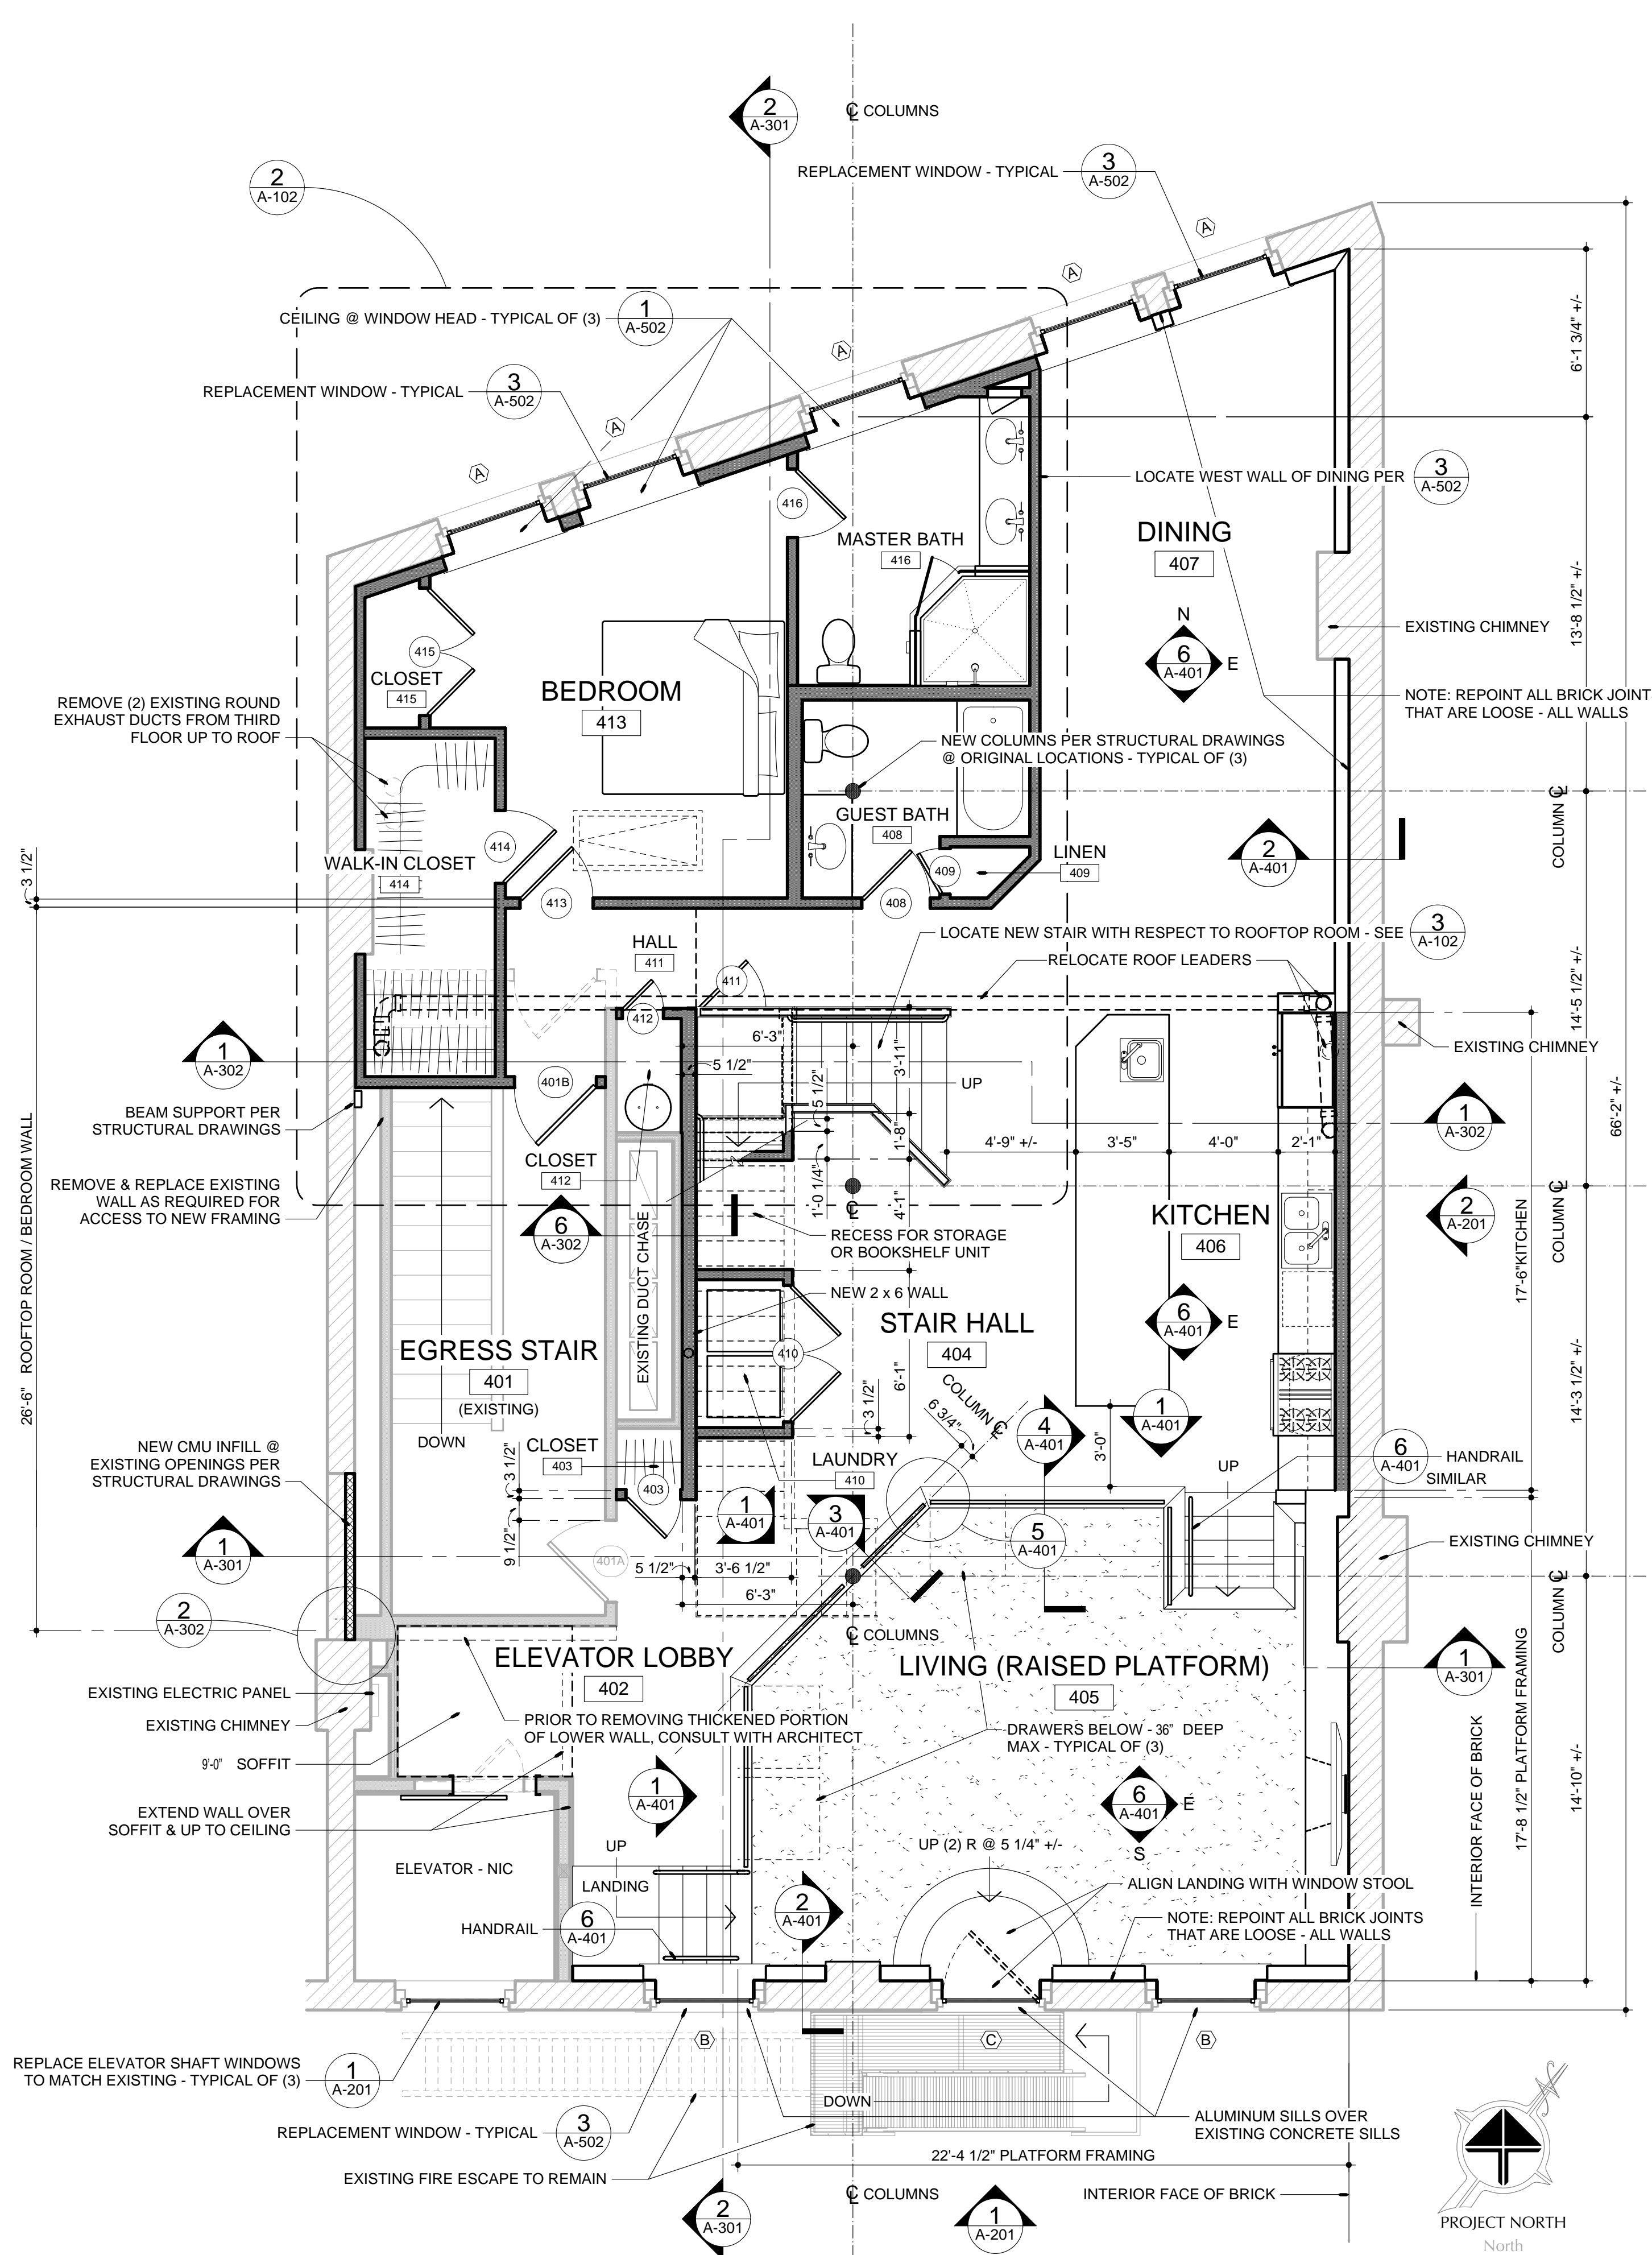 2
A-301
℄ COLUMNS
REPLACEMENT WINDOW - TYPICAL
3
A-502
2
A-102
A
A
CEILING @ WINDOW HEAD - TYPICAL OF (3)
1
A-502
A
REPLACEMENT WINDOW - TYPICAL
3
A-502
A
A
6'-1 3/4" +/-
LOCATE WEST WALL OF DINING PER
3
A-502
416
MASTER BATH
416
DINING
407
N
6
A-401
E
13'-8 1/2" +/-
EXISTING CHIMNEY
415
CLOSET
415
BEDROOM
413
REMOVE (2) EXISTING ROUND
EXHAUST DUCTS FROM THIRD
FLOOR UP TO ROOF
NOTE: REPOINT ALL BRICK JOINT
THAT ARE LOOSE - ALL WALLS
NEW COLUMNS PER STRUCTURAL DRAWINGS
@ ORIGINAL LOCATIONS - TYPICAL OF (3)
GUEST BATH
408
COLUMN ℄
414
WALK-IN CLOSET
414
409
LINEN
409
2
A-401
3 1/2"
413
408
HALL
411
LOCATE NEW STAIR WITH RESPECT TO ROOFTOP ROOM - SEE
3
A-102
RELOCATE ROOF LEADERS
411
14'-5 1/2" +/-
412
6'-3"
5 1/2"
3'-11"
5 1/2"
1
A-302
EXISTING CHIMNEY
401B
UP
66'-2" +/-
BEAM SUPPORT PER
STRUCTURAL DRAWINGS
1'-8"
4'-9" +/-
3'-5"
4'-0"
2'-1"
1
A-302
CLOSET
412
REMOVE & REPLACE EXISTING
WALL AS REQUIRED FOR
ACCESS TO NEW FRAMING
1'-0 1/4"
4'-1"
℄
COLUMN ℄
6
A-302
2
A-201
KITCHEN
406
RECESS FOR STORAGE
OR BOOKSHELF UNIT
17'-6"KITCHEN
26'-6" ROOFTOP ROOM / BEDROOM WALL
EXISTING DUCT CHASE
NEW 2 x 6 WALL
STAIR HALL
404
6
A-401
E
EGRESS STAIR
401
(EXISTING)
410
6'-1"
14'-3 1/2" +/-
DOWN
3 1/2"
COLUMN ℄
6 3/4"
4
A-401
1
A-401
3'-0"
NEW CMU INFILL @
EXISTING OPENINGS PER
STRUCTURAL DRAWINGS
CLOSET
403
3 1/2"
403
LAUNDRY
410
UP
6
A-401
HANDRAIL
SIMILAR
1
A-401
3
A-401
5
A-401
EXISTING CHIMNEY
1
A-301
9 1/2"
401A
5 1/2"
3'-6 1/2"
6'-3"
COLUMN ℄
2
A-302
℄ COLUMNS
ELEVATOR LOBBY
402
LIVING (RAISED PLATFORM)
405
1
A-301
EXISTING ELECTRIC PANEL
EXISTING CHIMNEY
9'-0" SOFFIT
PRIOR TO REMOVING THICKENED PORTION
OF LOWER WALL, CONSULT WITH ARCHITECT
DRAWERS BELOW - 36" DEEP
MAX - TYPICAL OF (3)
1
A-401
6
A-401
E
S
INTERIOR FACE OF BRICK
17'-8 1/2" PLATFORM FRAMING
14'-10" +/-
EXTEND WALL OVER
SOFFIT & UP TO CEILING
UP
LANDING
UP (2) R @ 5 1/4" +/-
ELEVATOR - NIC
ALIGN LANDING WITH WINDOW STOOL
HANDRAIL
6
A-401
2
A-401
NOTE: REPOINT ALL BRICK JOINTS
THAT ARE LOOSE - ALL WALLS
REPLACE ELEVATOR SHAFT WINDOWS
TO MATCH EXISTING - TYPICAL OF (3)
1
A-201
B
C
B
DOWN
REPLACEMENT WINDOW - TYPICAL
3
A-502
ALUMINUM SILLS OVER
EXISTING CONCRETE SILLS
22'-4 1/2" PLATFORM FRAMING
EXISTING FIRE ESCAPE TO REMAIN
2
A-301
℄ COLUMNS
1
A-201
INTERIOR FACE OF BRICK
PROJECT NORTH
North